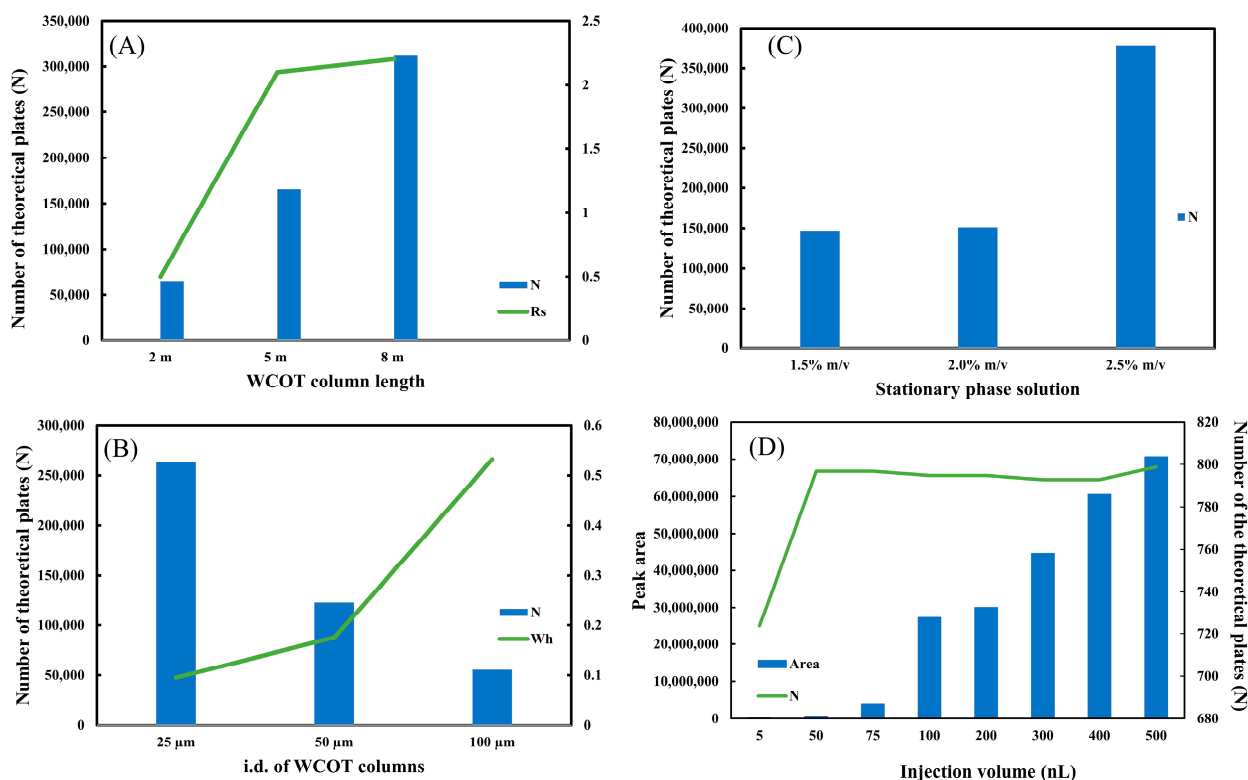 (A)
Number of theoretical plates (N)
350,000
300,000
250,000
200,000
150,000
100,000
50,000
0
2.5
2
1.5
1
0.5
0
N
Rs
2 m
5 m
8 m
WCOT column length
(C)
Number of theoretical plates (N)
400,000
350,000
300,000
250,000
200,000
150,000
100,000
50,000
0
N
1.5% m/v
2.0% m/v
2.5% m/v
Stationary phase solution
(B)
Number of theoretical plates (N)
300,000
250,000
200,000
150,000
100,000
50,000
0
0.6
0.5
0.4
0.3
0.2
0.1
0
N
Wh
25 µm
50 µm
100 µm
i.d. of WCOT columns
(D)
Peak area
80,000,000
70,000,000
60,000,000
50,000,000
40,000,000
30,000,000
20,000,000
10,000,000
0
820
800
780
760
740
720
700
680
Number of the theoretical plates (N)
Area
N
5
50
75
100
200
300
400
500
Injection volume (nL)